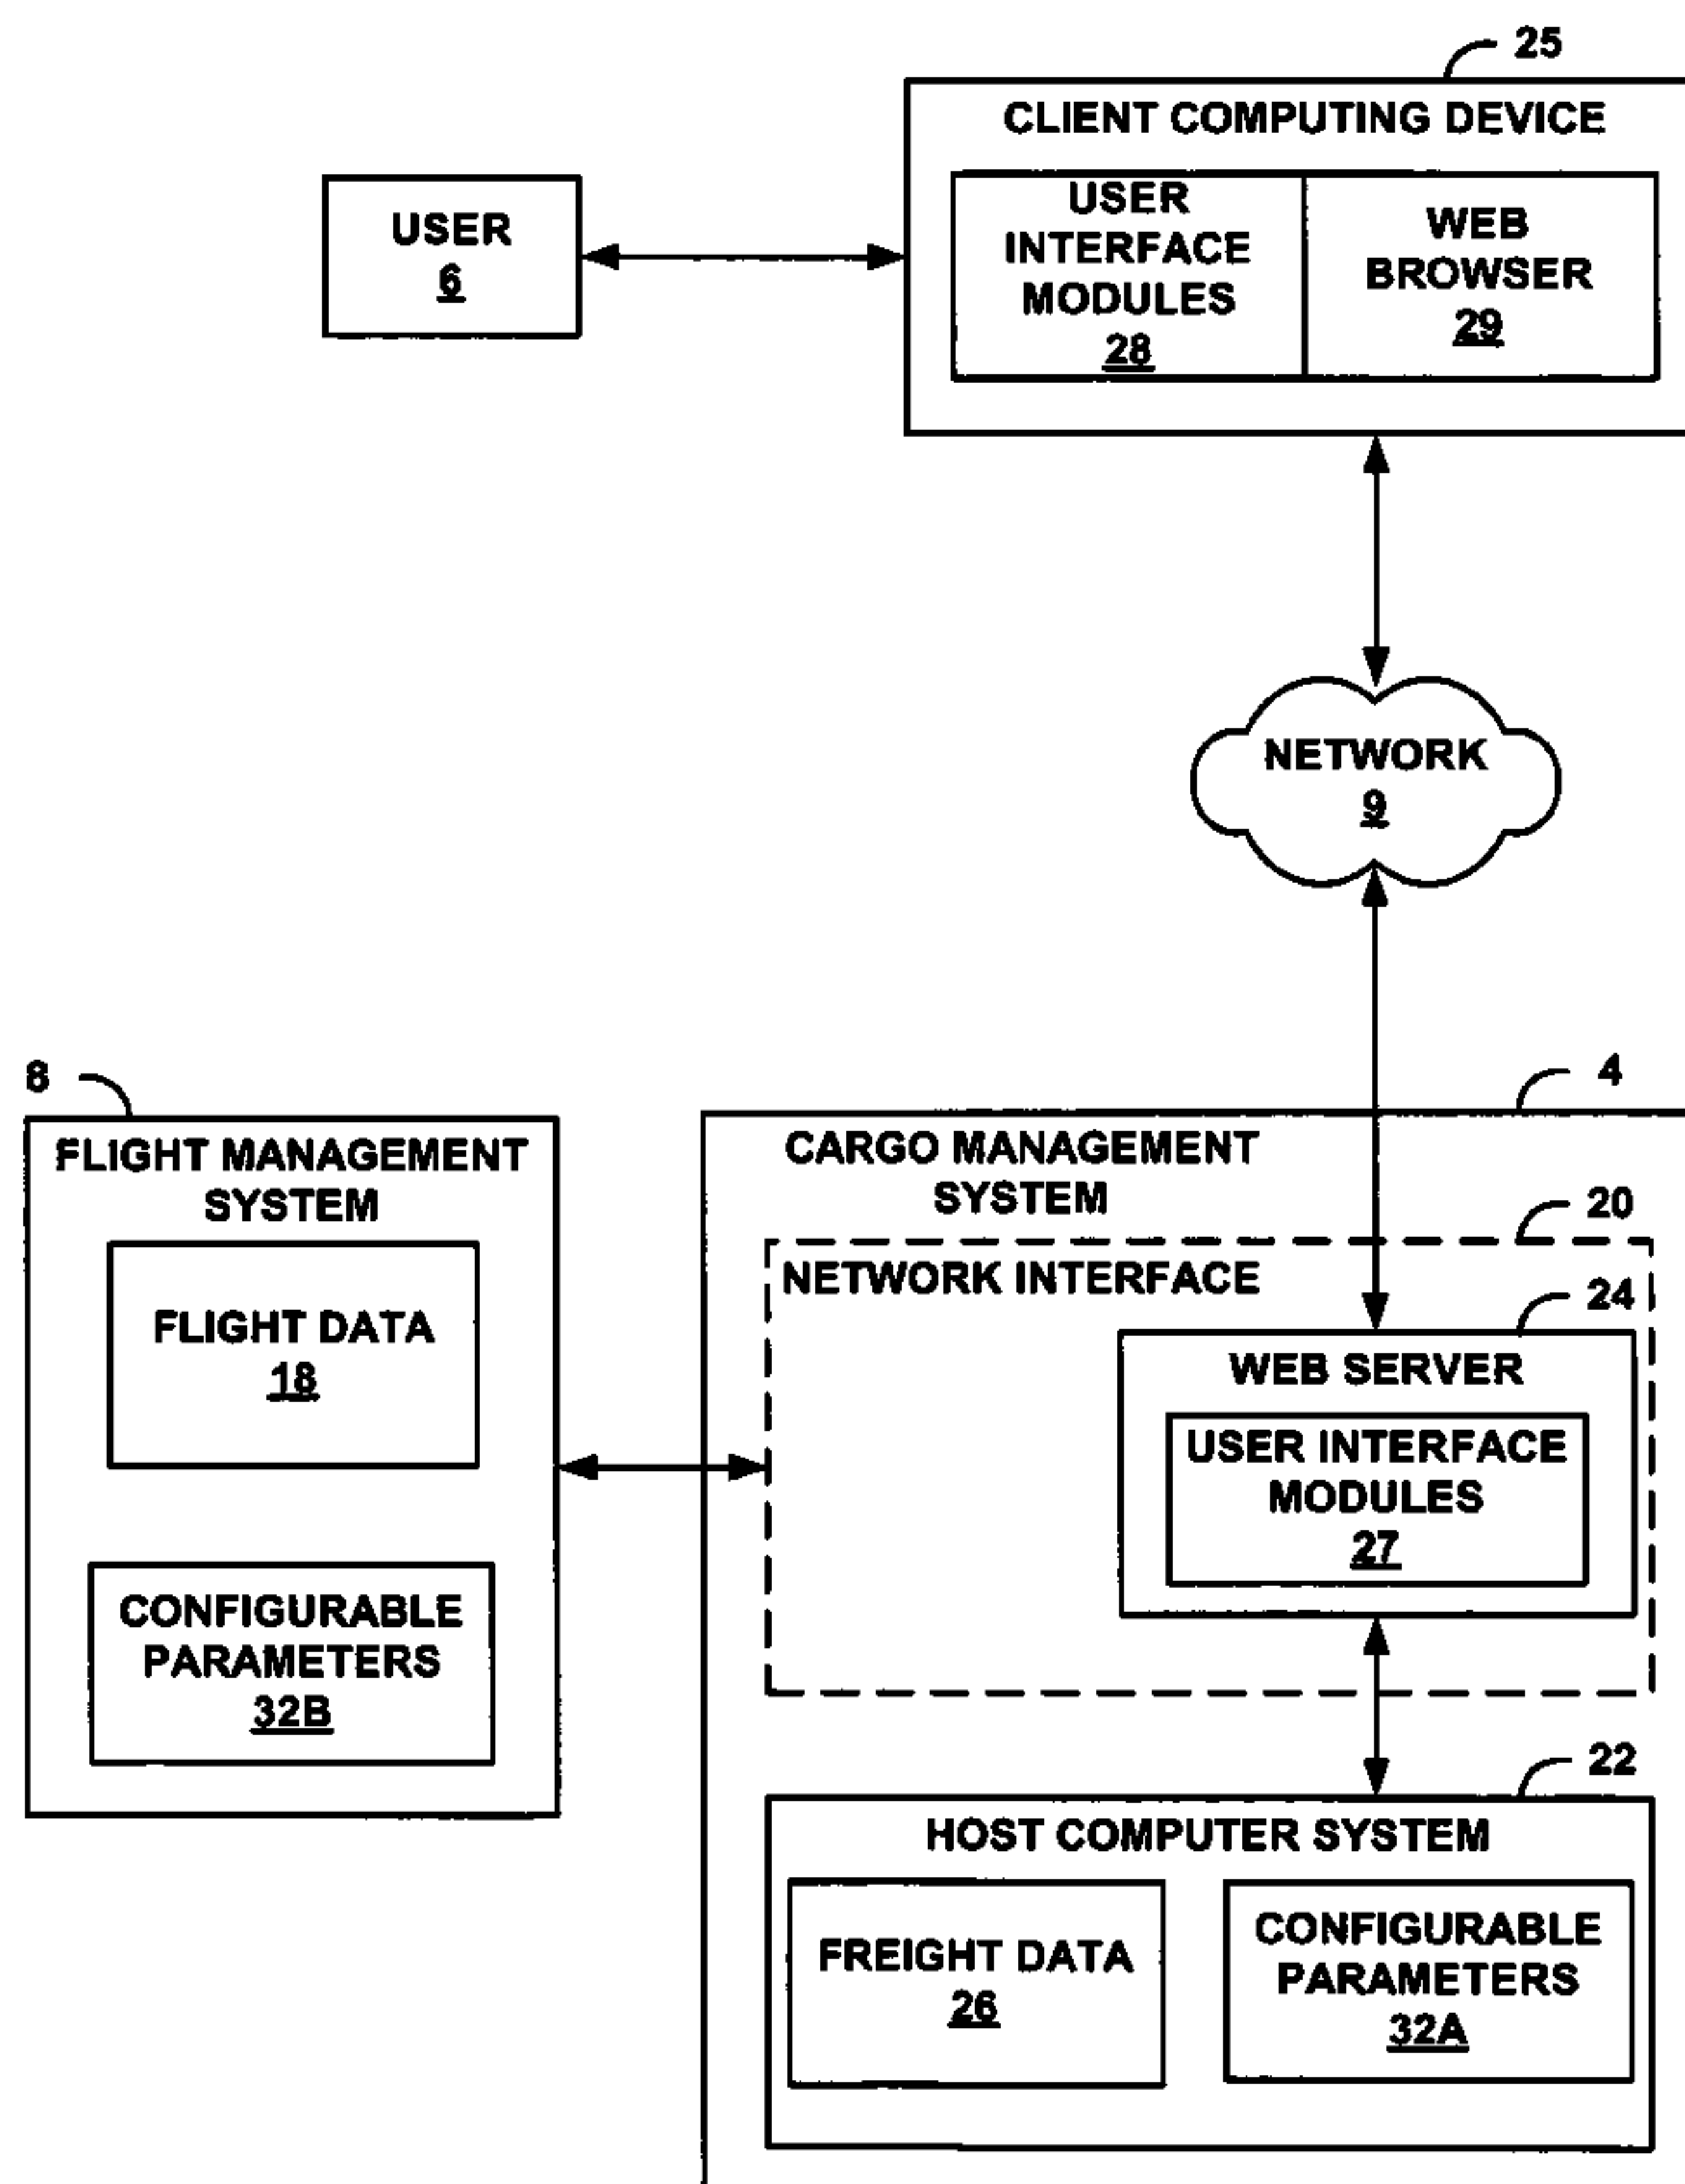 25
CLIENT COMPUTING DEVICE
USER
INTERFACE
MODULES
28
WEB
BROWSER
29
USER
6
NETWORK
9
8
FLIGHT MANAGEMENT
SYSTEM
FLIGHT DATA
18
CONFIGURABLE
PARAMETERS
32B
4
CARGO MANAGEMENT
SYSTEM
20
NETWORK INTERFACE
24
WEB SERVER
USER INTERFACE
MODULES
27
22
HOST COMPUTER SYSTEM
FREIGHT DATA
26
CONFIGURABLE
PARAMETERS
32A